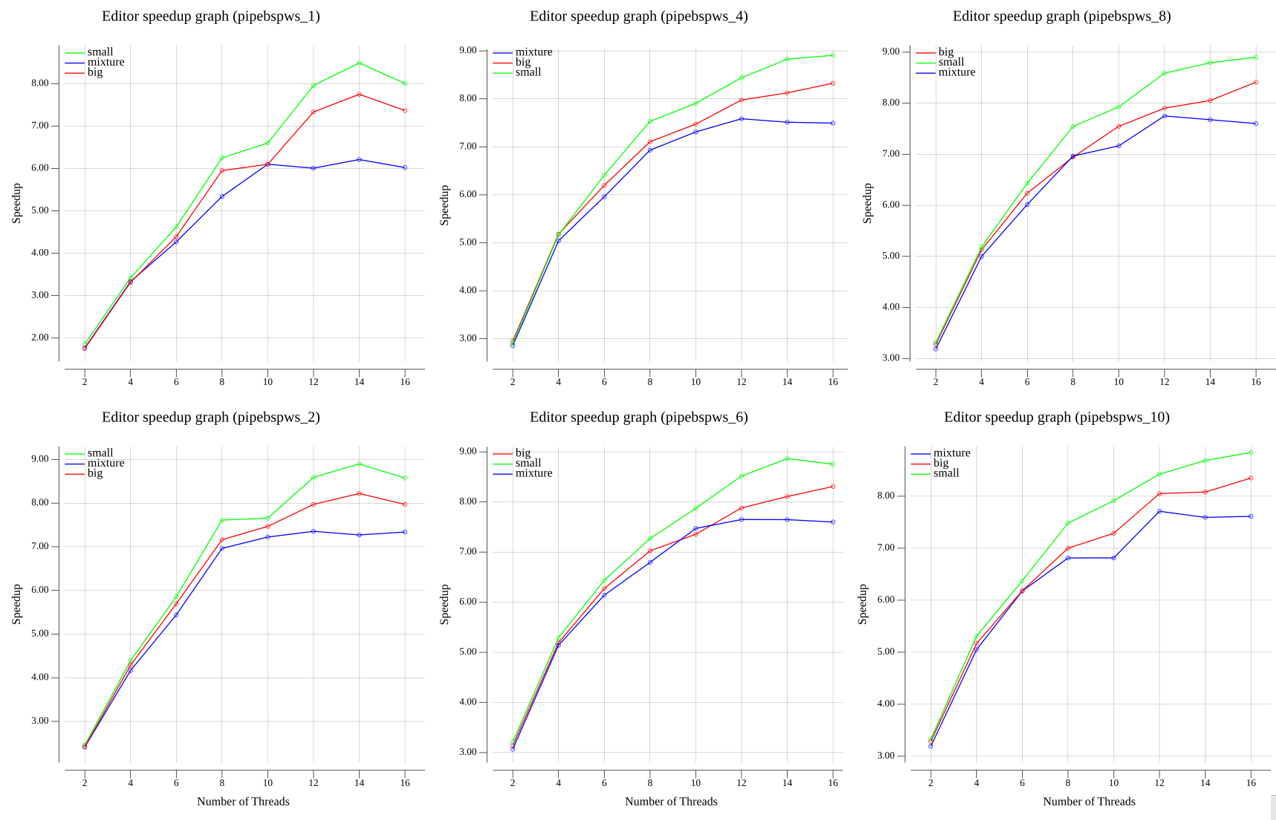 Editor speedup graph (pipebspws_1)
small
mixture
big
8.00
7.00
6.00
5.00
4.00
3.00
2.00
Speedup
2 4 6 8 10 12 14 16
Editor speedup graph (pipebspws_4)
mixture
big
small
9.00
8.00
7.00
6.00
5.00
4.00
3.00
Speedup
2 4 6 8 10 12 14 16
Editor speedup graph (pipebspws_8)
big
small
mixture
9.00
8.00
7.00
6.00
5.00
4.00
3.00
Speedup
2 4 6 8 10 12 14 16
Editor speedup graph (pipebspws_2)
small
mixture
big
9.00
8.00
7.00
6.00
5.00
4.00
3.00
Speedup
2 4 6 8 10 12 14 16
Number of Threads
Editor speedup graph (pipebspws_6)
big
small
mixture
9.00
8.00
7.00
6.00
5.00
4.00
3.00
Speedup
2 4 6 8 10 12 14 16
Number of Threads
Editor speedup graph (pipebspws_10)
mixture
big
small
8.00
7.00
6.00
5.00
4.00
3.00
Speedup
2 4 6 8 10 12 14 16
Number of Threads